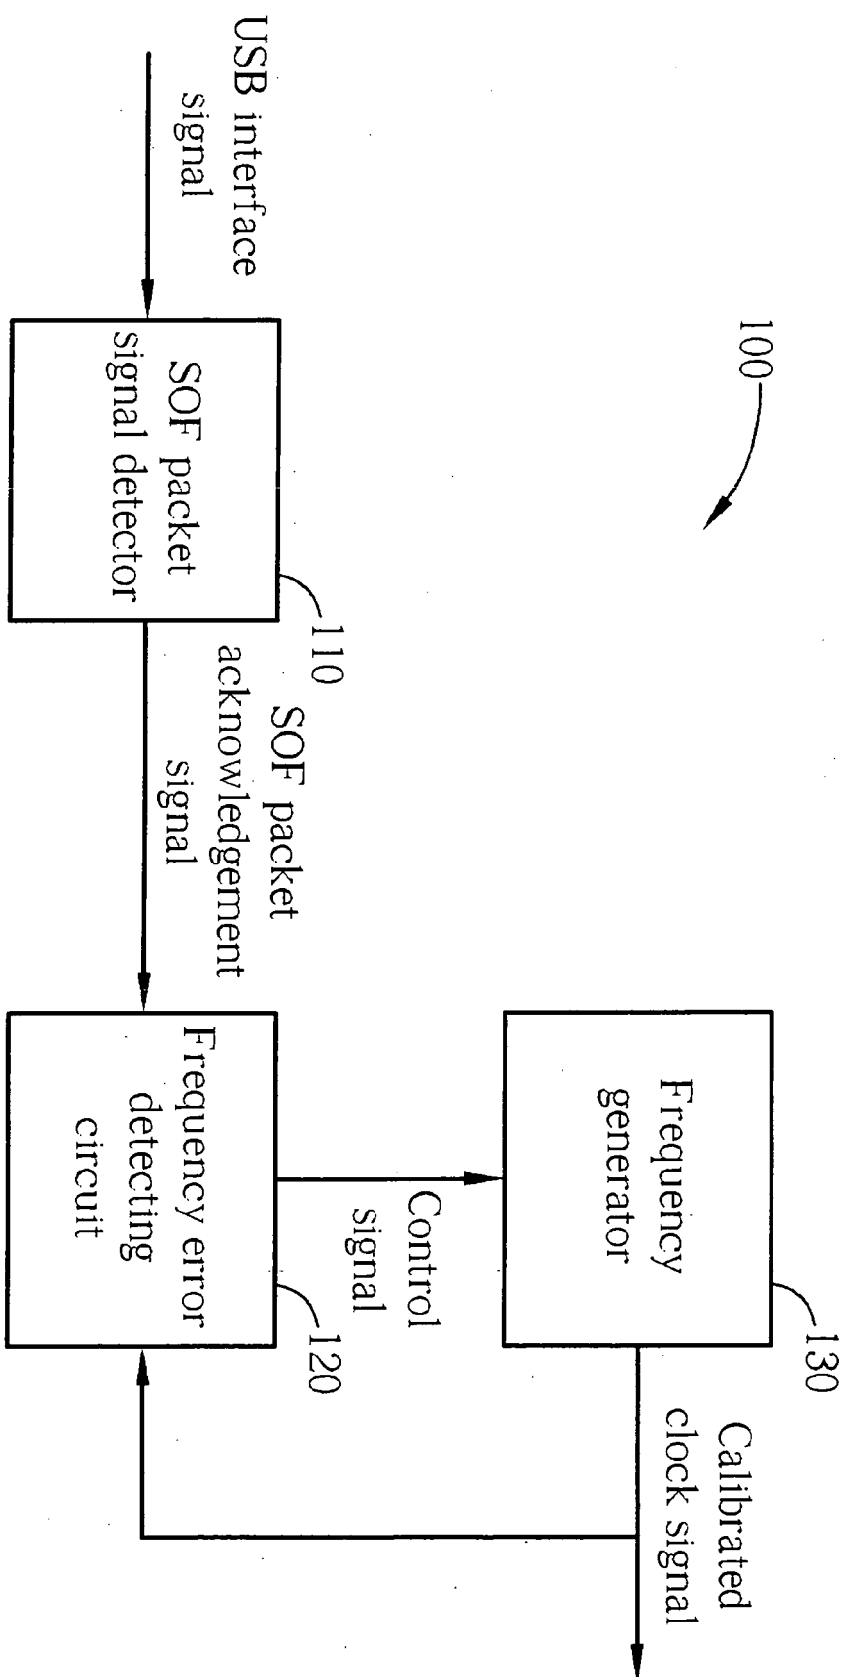 100
Frequency
generator
130
Calibrated
clock signal
Control
signal
USB interface
signal
SOF packet
signal detector
110
SOF packet
acknowledgement
signal
Frequency error
detecting
circuit
120